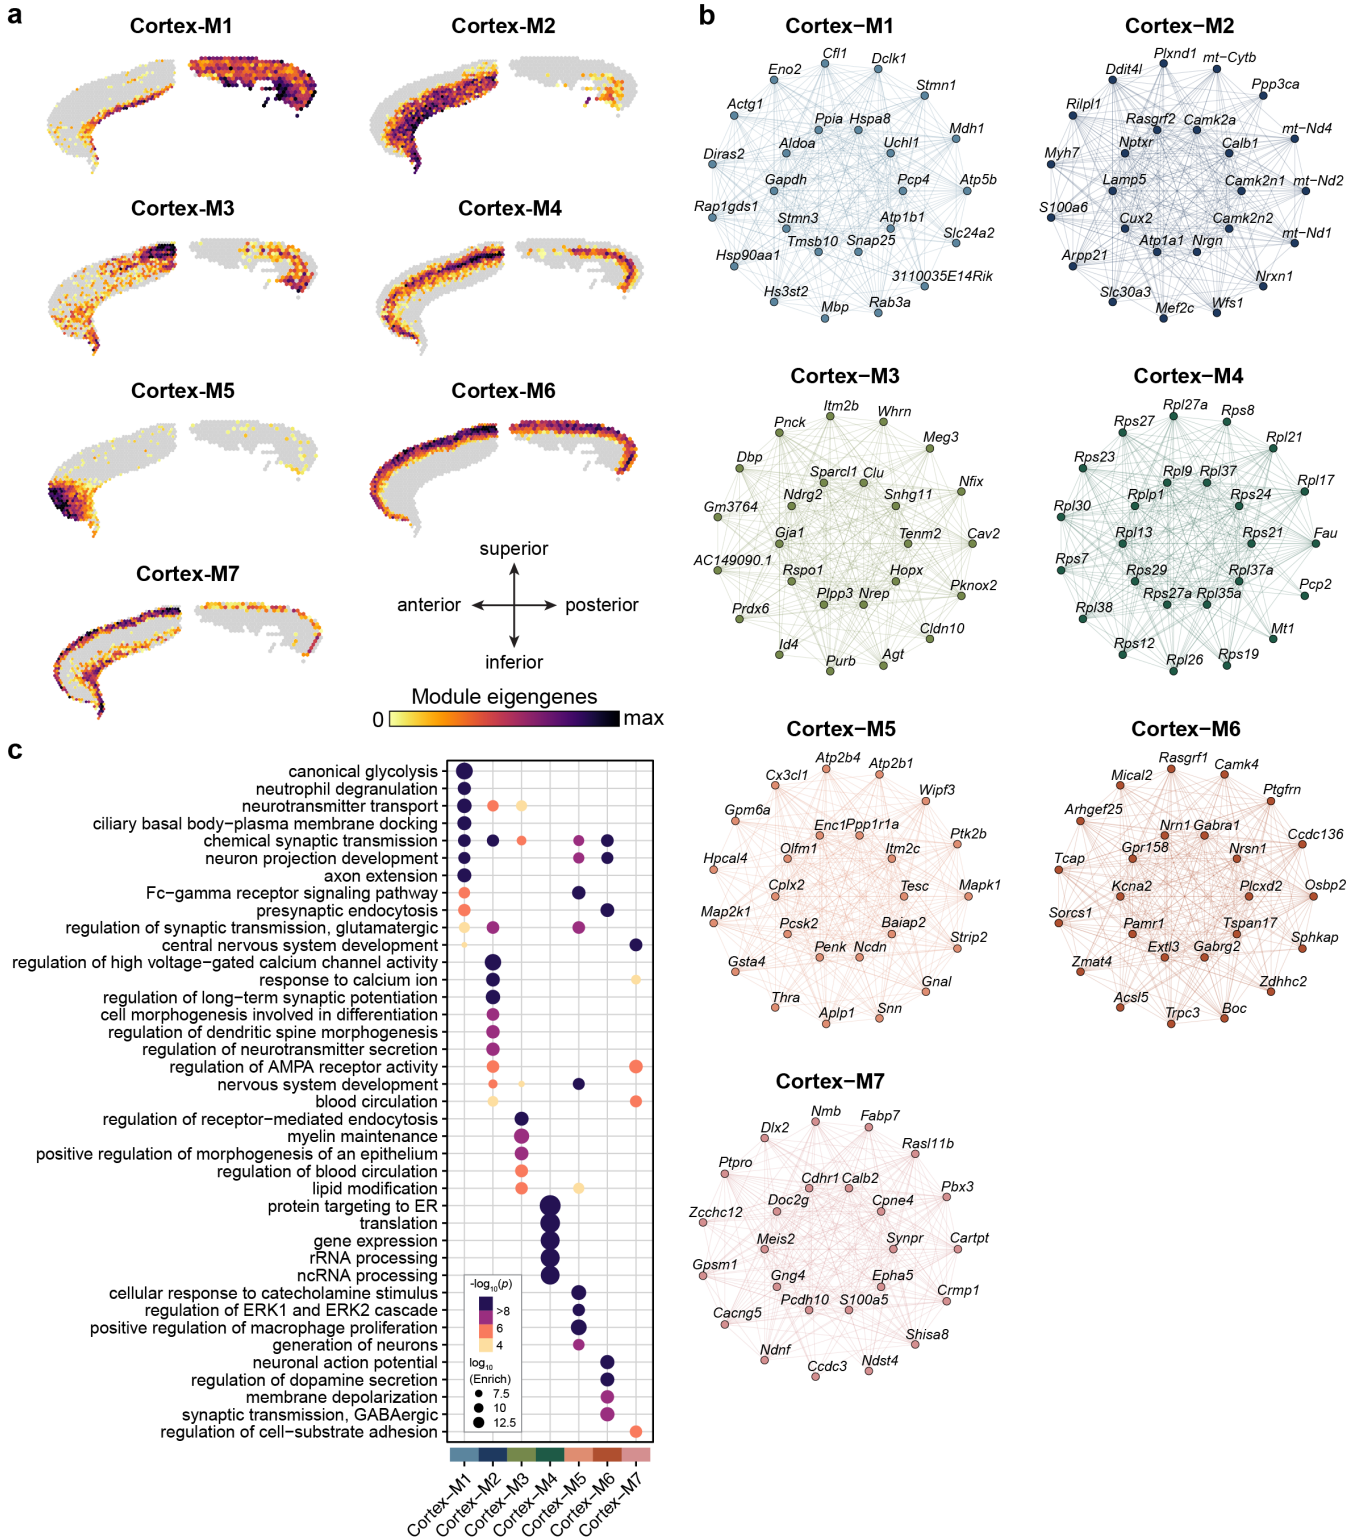 a
Cortex-M1
Cortex-M2
Cortex-M3
Cortex-M4
Cortex-M5
Cortex-M6
Cortex-M7
superior
anterior
posterior
inferior
Module eigengenes
0
max
b
Cortex−M1
Cfl1
Dclk1
Eno2
Stmn1
Actg1
Ppia
Hspa8
Mdh1
Aldoa
Uchl1
Diras2
Gapdh
Pcp4
Atp5b
Rap1gds1
Stmn3
Atp1b1
Slc24a2
Tmsb10
Snap25
Hsp90aa1
3110035E14Rik
Hs3st2
Mbp
Rab3a
Cortex−M2
Plxnd1
mt−Cytb
Ddit4l
Ppp3ca
Rilpl1
Rasgrf2
Camk2a
mt−Nd4
Nptxr
Calb1
Myh7
Lamp5
Camk2n1
mt−Nd2
S100a6
Cux2
Camk2n2
mt−Nd1
Atp1a1
Nrgn
Arpp21
Nrxn1
Slc30a3
Mef2c
Wfs1
Cortex−M3
Itm2b
Whrn
Pnck
Meg3
Dbp
Sparcl1
Clu
Nfix
Ndrg2
Snhg11
Gm3764
Gja1
Tenm2
Cav2
AC149090.1
Rspo1
Hopx
Pknox2
Plpp3
Nrep
Prdx6
Cldn10
Id4
Purb
Agt
Cortex−M4
Rpl27a
Rps8
Rps27
Rpl21
Rps23
Rpl9
Rpl37
Rpl17
Rplp1
Rps24
Rpl30
Rpl13
Rps21
Fau
Rps7
Rps29
Rpl37a
Pcp2
Rps27a
Rpl35a
Rpl38
Mt1
Rps12
Rpl26
Rps19
Cortex−M5
Atp2b4
Atp2b1
Cx3cl1
Wipf3
Gpm6a
Enc1
Ppp1r1a
Ptk2b
Olfm1
Itm2c
Hpcal4
Cplx2
Tesc
Mapk1
Map2k1
Pcsk2
Baiap2
Strip2
Penk
Ncdn
Gsta4
Gnal
Thra
Aplp1
Snn
Cortex−M6
Rasgrf1
Camk4
Mical2
Ptgfrn
Arhgef25
Nrn1
Gabra1
Ccdc136
Gpr158
Nrsn1
Tcap
Kcna2
Plcxd2
Osbp2
Sorcs1
Pamr1
Tspan17
Sphkap
Extl3
Gabrg2
Zmat4
Zdhhc2
Acsl5
Trpc3
Boc
Cortex−M7
Nmb
Fabp7
Dlx2
Rasl11b
Ptpro
Cdhr1
Calb2
Pbx3
Doc2g
Cpne4
Zcchc12
Meis2
Synpr
Cartpt
Gpsm1
Gng4
Epha5
Crmp1
Pcdh10
S100a5
Cacng5
Shisa8
Ndnf
Ccdc3
Ndst4
c
canonical glycolysis
neutrophil degranulation
neurotransmitter transport
ciliary basal body−plasma membrane docking
chemical synaptic transmission
neuron projection development
axon extension
Fc−gamma receptor signaling pathway
presynaptic endocytosis
regulation of synaptic transmission, glutamatergic
central nervous system development
regulation of high voltage−gated calcium channel activity
response to calcium ion
regulation of long−term synaptic potentiation
cell morphogenesis involved in differentiation
regulation of dendritic spine morphogenesis
regulation of neurotransmitter secretion
regulation of AMPA receptor activity
nervous system development
blood circulation
regulation of receptor−mediated endocytosis
myelin maintenance
positive regulation of morphogenesis of an epithelium
regulation of blood circulation
lipid modification
protein targeting to ER
translation
gene expression
rRNA processing
ncRNA processing
cellular response to catecholamine stimulus
regulation of ERK1 and ERK2 cascade
positive regulation of macrophage proliferation
generation of neurons
neuronal action potential
regulation of dopamine secretion
membrane depolarization
synaptic transmission, GABAergic
regulation of cell−substrate adhesion
-log10(p)
>8
6
4
log10
(Enrich)
7.5
10
12.5
Cortex−M1
Cortex−M2
Cortex−M3
Cortex−M4
Cortex−M5
Cortex−M6
Cortex−M7